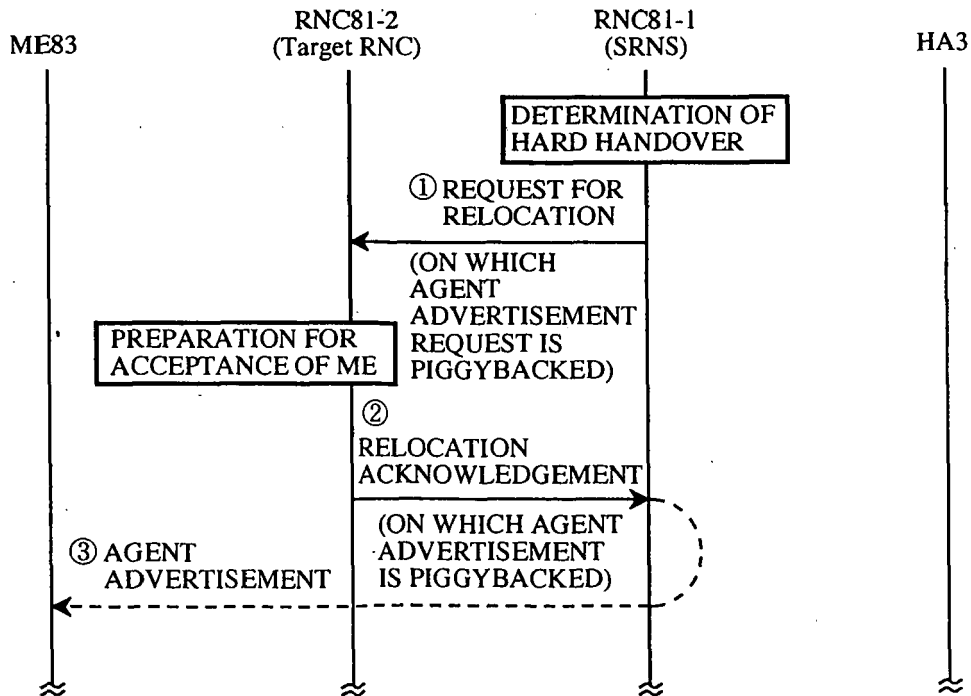 ME83
RNC81-2
(Target RNC)
RNC81-1
(SRNS)
HA3
DETERMINATION OF
HARD HANDOVER
① REQUEST FOR
RELOCATION
(ON WHICH
AGENT
ADVERTISEMENT
REQUEST IS
PIGGYBACKED)
PREPARATION FOR
ACCEPTANCE OF ME
②
RELOCATION
ACKNOWLEDGEMENT
(ON WHICH AGENT
ADVERTISEMENT
IS PIGGYBACKED)
③ AGENT
ADVERTISEMENT